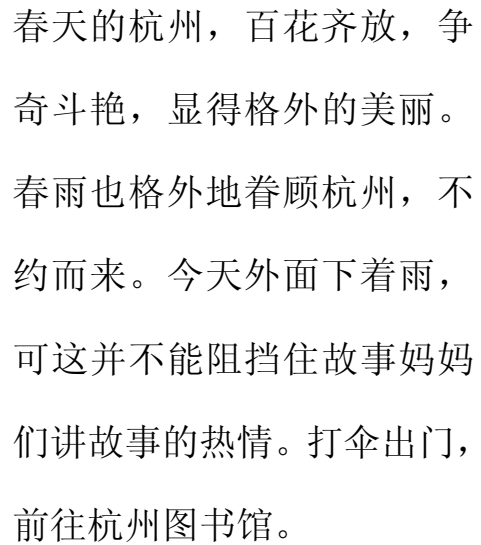 春天的杭州，百花齐放，争
奇斗艳，显得格外的美丽。
春雨也格外地眷顾杭州，不
约而来。今天外面下着雨，
可这并不能阻挡住故事妈妈
们讲故事的热情。打伞出门，
前往杭州图书馆。